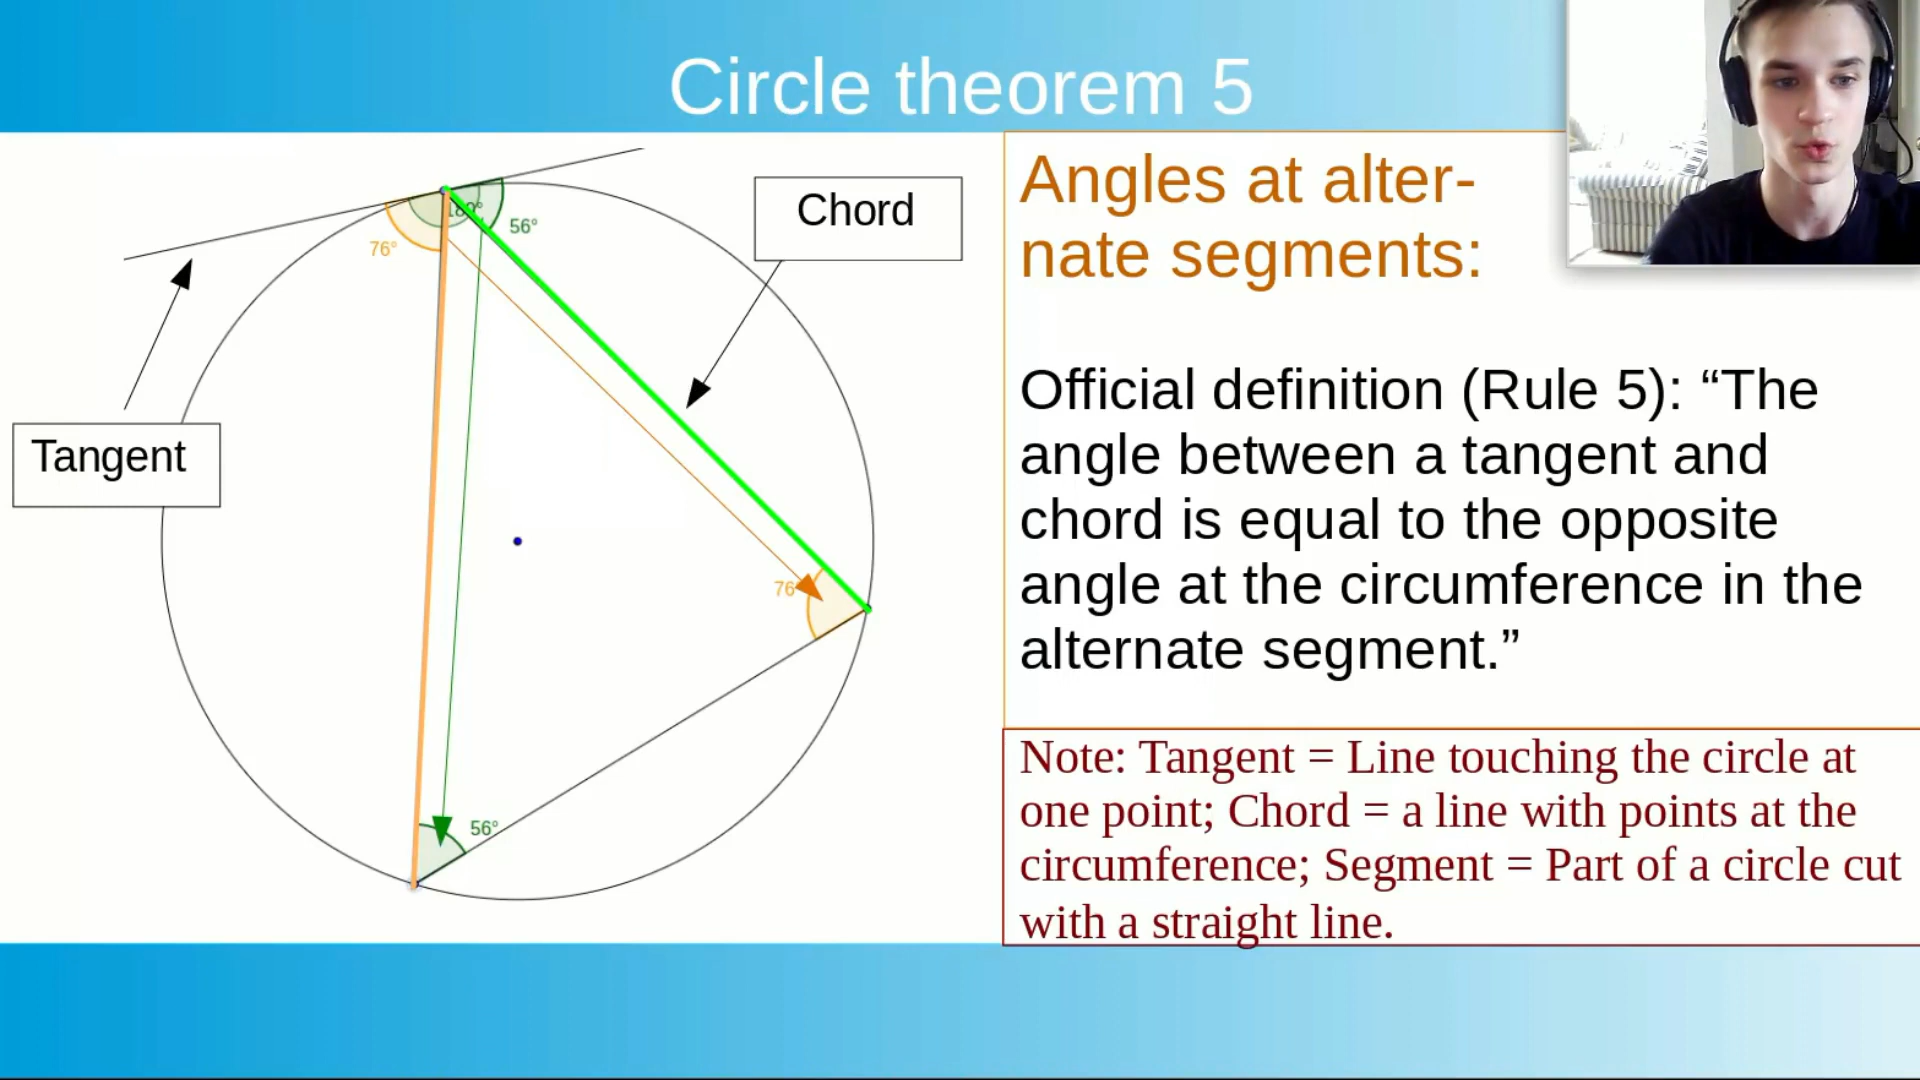 Circle theorem 5
Angles at alter-
nate segments:
Official definition (Rule 5): “The
angle between a tangent and
chord is equal to the opposite
angle at the circumference in the
alternate segment.”
Note: Tangent = Line touching the circle at
one point; Chord = a line with points at the
circumference; Segment = Part of a circle cut
with a straight line.
Chord
Tangent
180°
56°
76°
76
56°